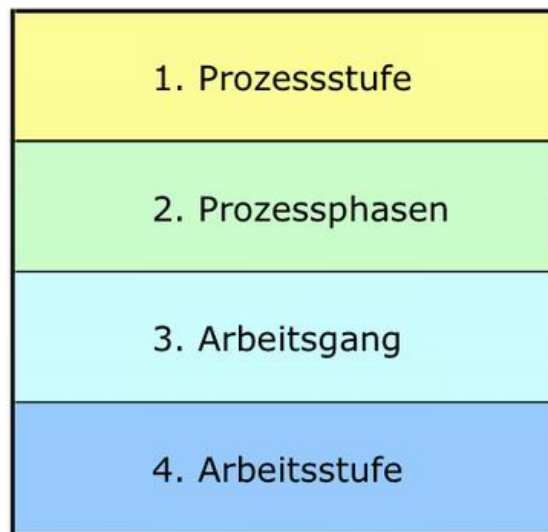 1. Prozessstufe
2. Prozessphasen
3. Arbeitsgang
4. Arbeitsstufe